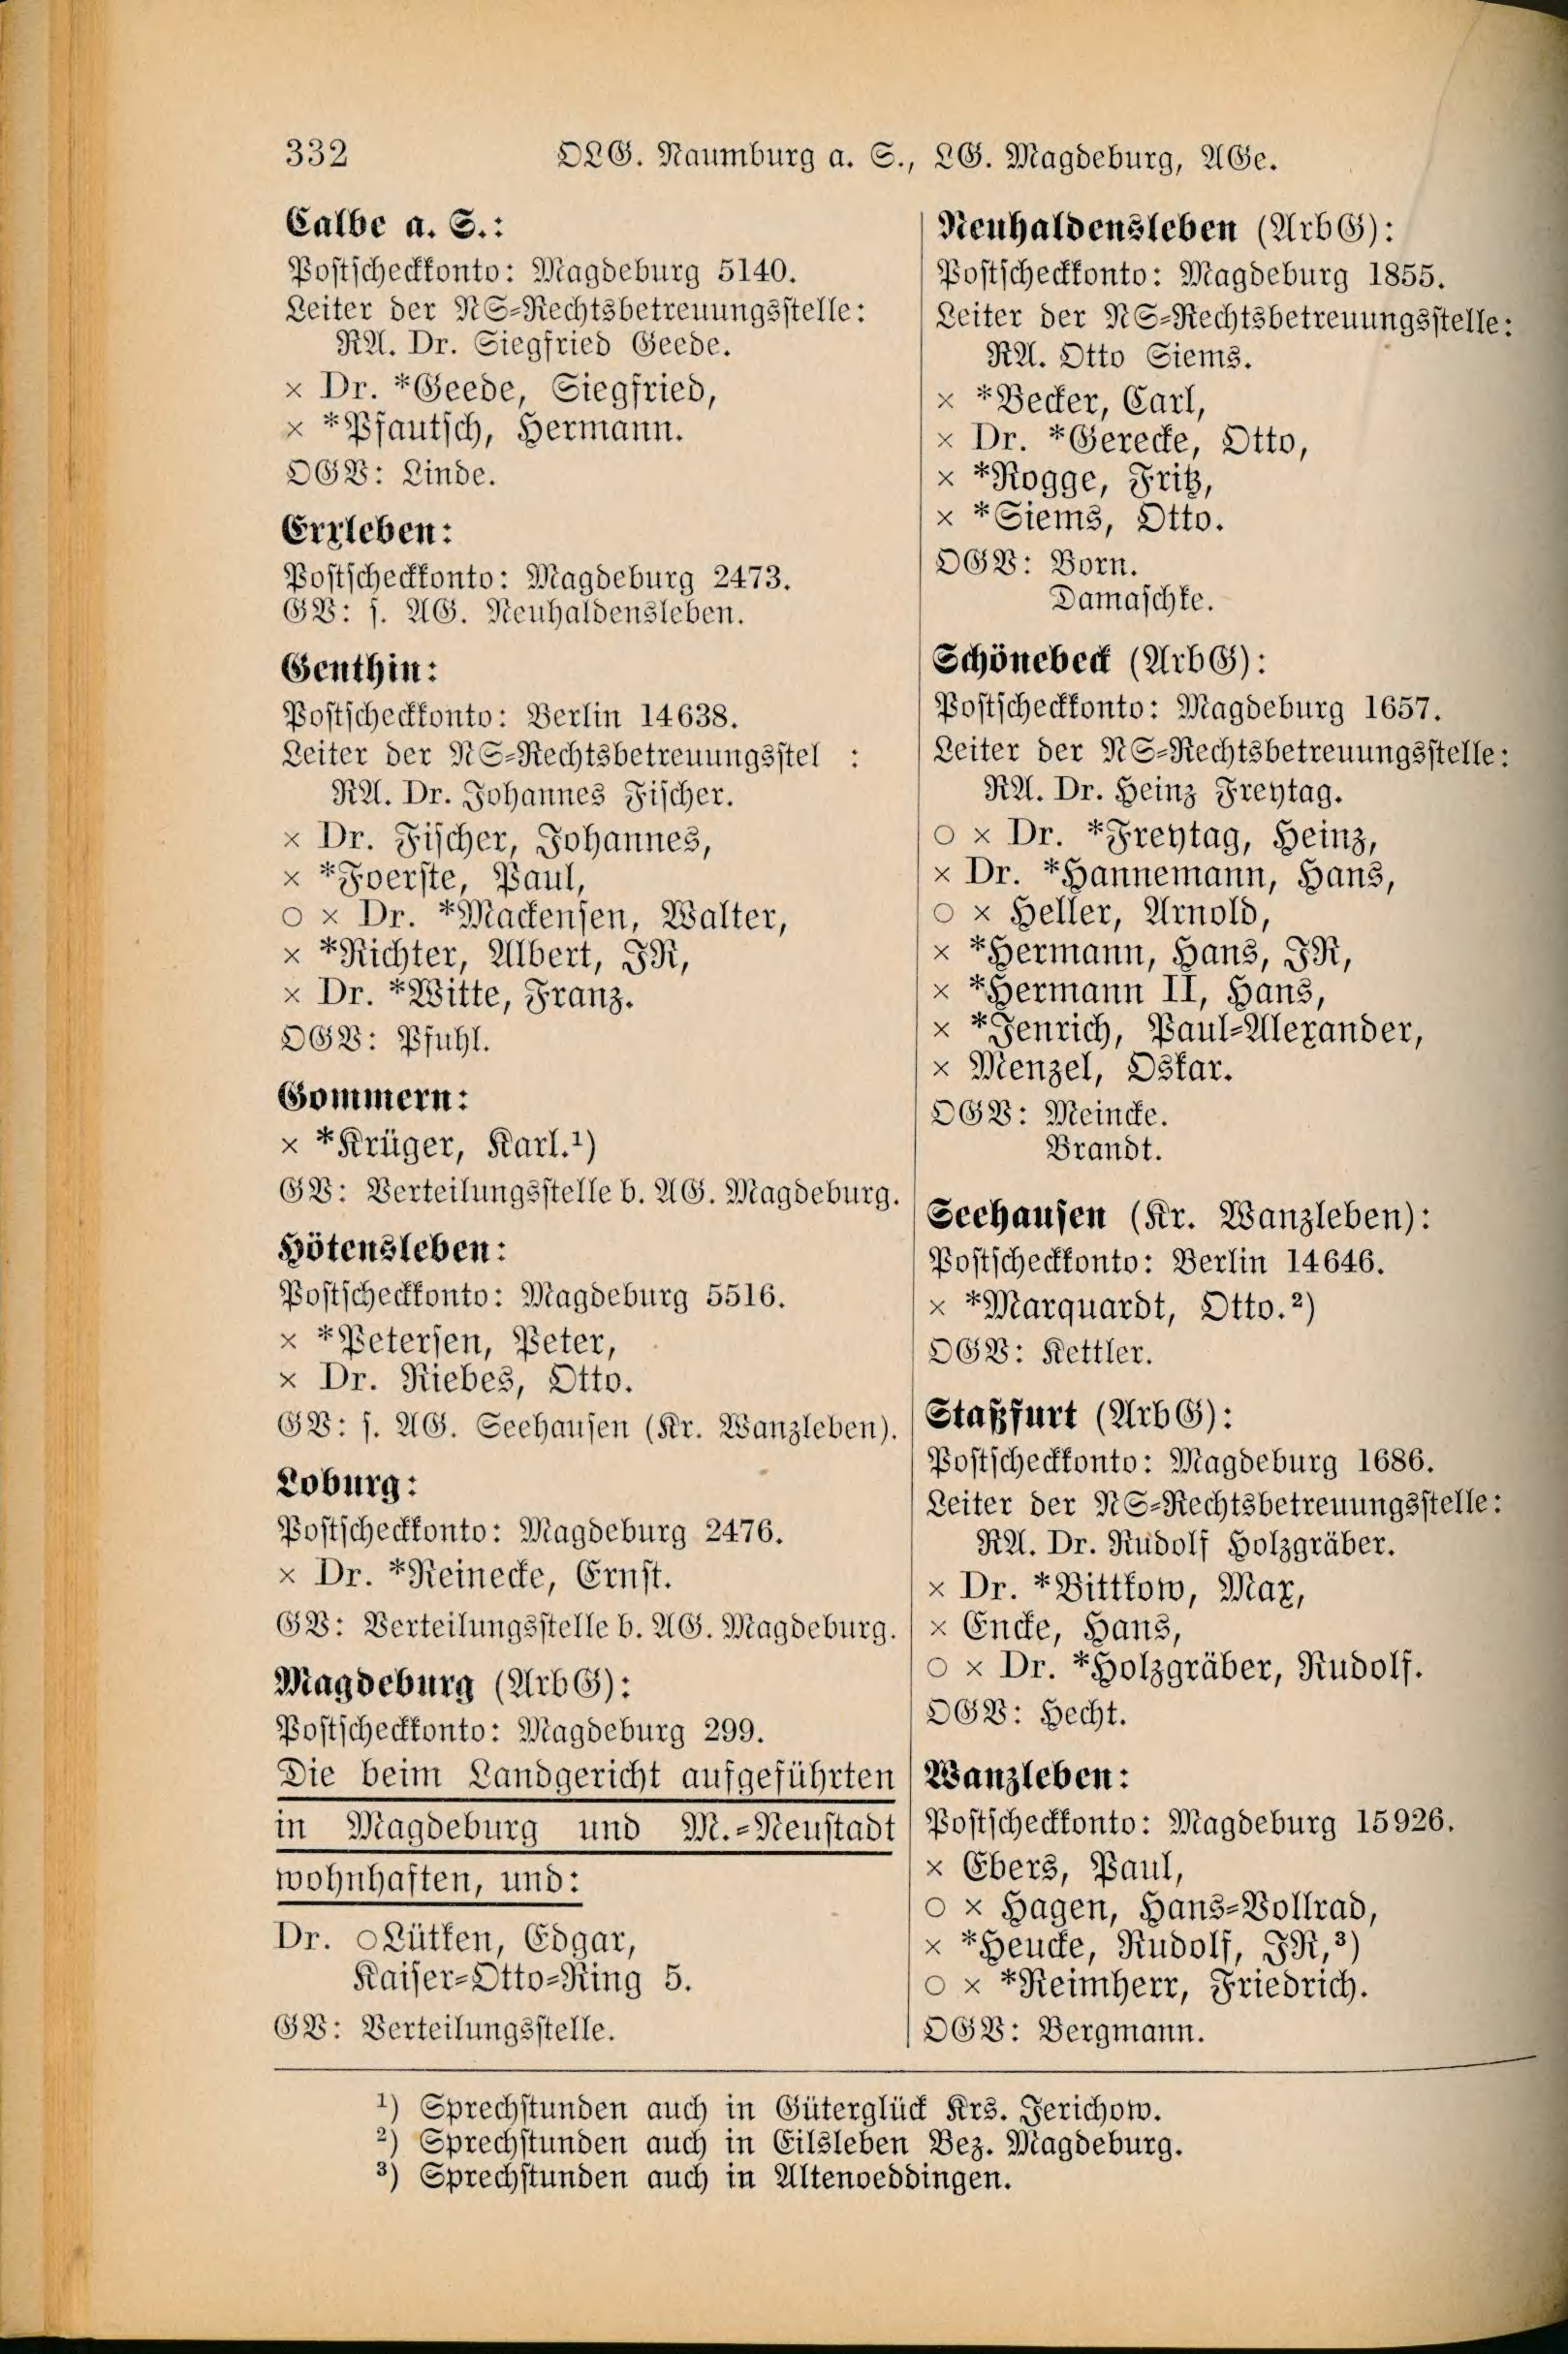 332
OLG. Naumburg a. S., LG. Magdeburg, AGe.
Calbe a. S.:
Postscheckkonto: Magdeburg 5140.
Leiter der NS-Rechtsbetreuungsstelle:
RA. Dr. Siegfried Geede.
× Dr. *Geede, Siegfried,
× *Pfautsch, Hermann.
OGV: Linde.
Erxleben:
Postscheckkonto: Magdeburg 2473.
GV: s. AG. Neuhaldensleben.
Genthin:
Postscheckkonto: Berlin 14638.
Leiter der NS-Rechtsbetreuungsstel :
RA. Dr. Johannes Fischer.
× Dr. Fischer, Johannes,
× *Foerste, Paul,
○ × Dr. *Mackensen, Walter,
× *Richter, Albert, JR,
× Dr. *Witte, Franz.
OGV: Pfuhl.
Gommern:
× *Krüger, Karl.¹)
GV: Verteilungsstelle b. AG. Magdeburg.
Hötensleben:
Postscheckkonto: Magdeburg 5516.
× *Petersen, Peter,
× Dr. Riebes, Otto.
GV: s. AG. Seehausen (Kr. Wanzleben).
Loburg:
Postscheckkonto: Magdeburg 2476.
× Dr. *Reinecke, Ernst.
GV: Verteilungsstelle b. AG. Magdeburg.
Magdeburg (ArbG):
Postscheckkonto: Magdeburg 299.
Die beim Landgericht aufgeführten
in Magdeburg und M.-Neustadt
wohnhaften, und:
Dr. ○Lütken, Edgar,
Kaiser-Otto-Ring 5.
GV: Verteilungsstelle.
Neuhaldensleben (ArbG):
Postscheckkonto: Magdeburg 1855.
Leiter der NS-Rechtsbetreuungsstelle:
RA. Otto Siems.
× *Becker, Carl,
× Dr. *Gerecke, Otto,
× *Rogge, Fritz,
× *Siems, Otto.
OGV: Born.
Damaschke.
Schönebeck (ArbG):
Postscheckkonto: Magdeburg 1657.
Leiter der NS-Rechtsbetreuungsstelle:
RA. Dr. Heinz Freytag.
○ × Dr. *Freytag, Heinz,
× Dr. *Hannemann, Hans,
○ × Heller, Arnold,
× *Hermann, Hans, JR,
× *Hermann II, Hans,
× *Jenrich, Paul-Alexander,
× Menzel, Oskar.
OGV: Meincke.
Brandt.
Seehausen (Kr. Wanzleben):
Postscheckkonto: Berlin 14646.
× *Marquardt, Otto.²)
OGV: Kettler.
Staßfurt (ArbG):
Postscheckkonto: Magdeburg 1686.
Leiter der NS-Rechtsbetreuungsstelle:
RA. Dr. Rudolf Holzgräber.
× Dr. *Bittkow, Max,
× Encke, Hans,
○ × Dr. *Holzgräber, Rudolf.
OGV: Hecht.
Wanzleben:
Postscheckkonto: Magdeburg 15926.
× Ebers, Paul,
○ × Hagen, Hans-Vollrad,
× *Heucke, Rudolf, JR,³)
○ × *Reimherr, Friedrich.
OGV: Bergmann.
¹) Sprechstunden auch in Güterglück Krs. Jerichow.
²) Sprechstunden auch in Eilsleben Bez. Magdeburg.
³) Sprechstunden auch in Altenweddingen.